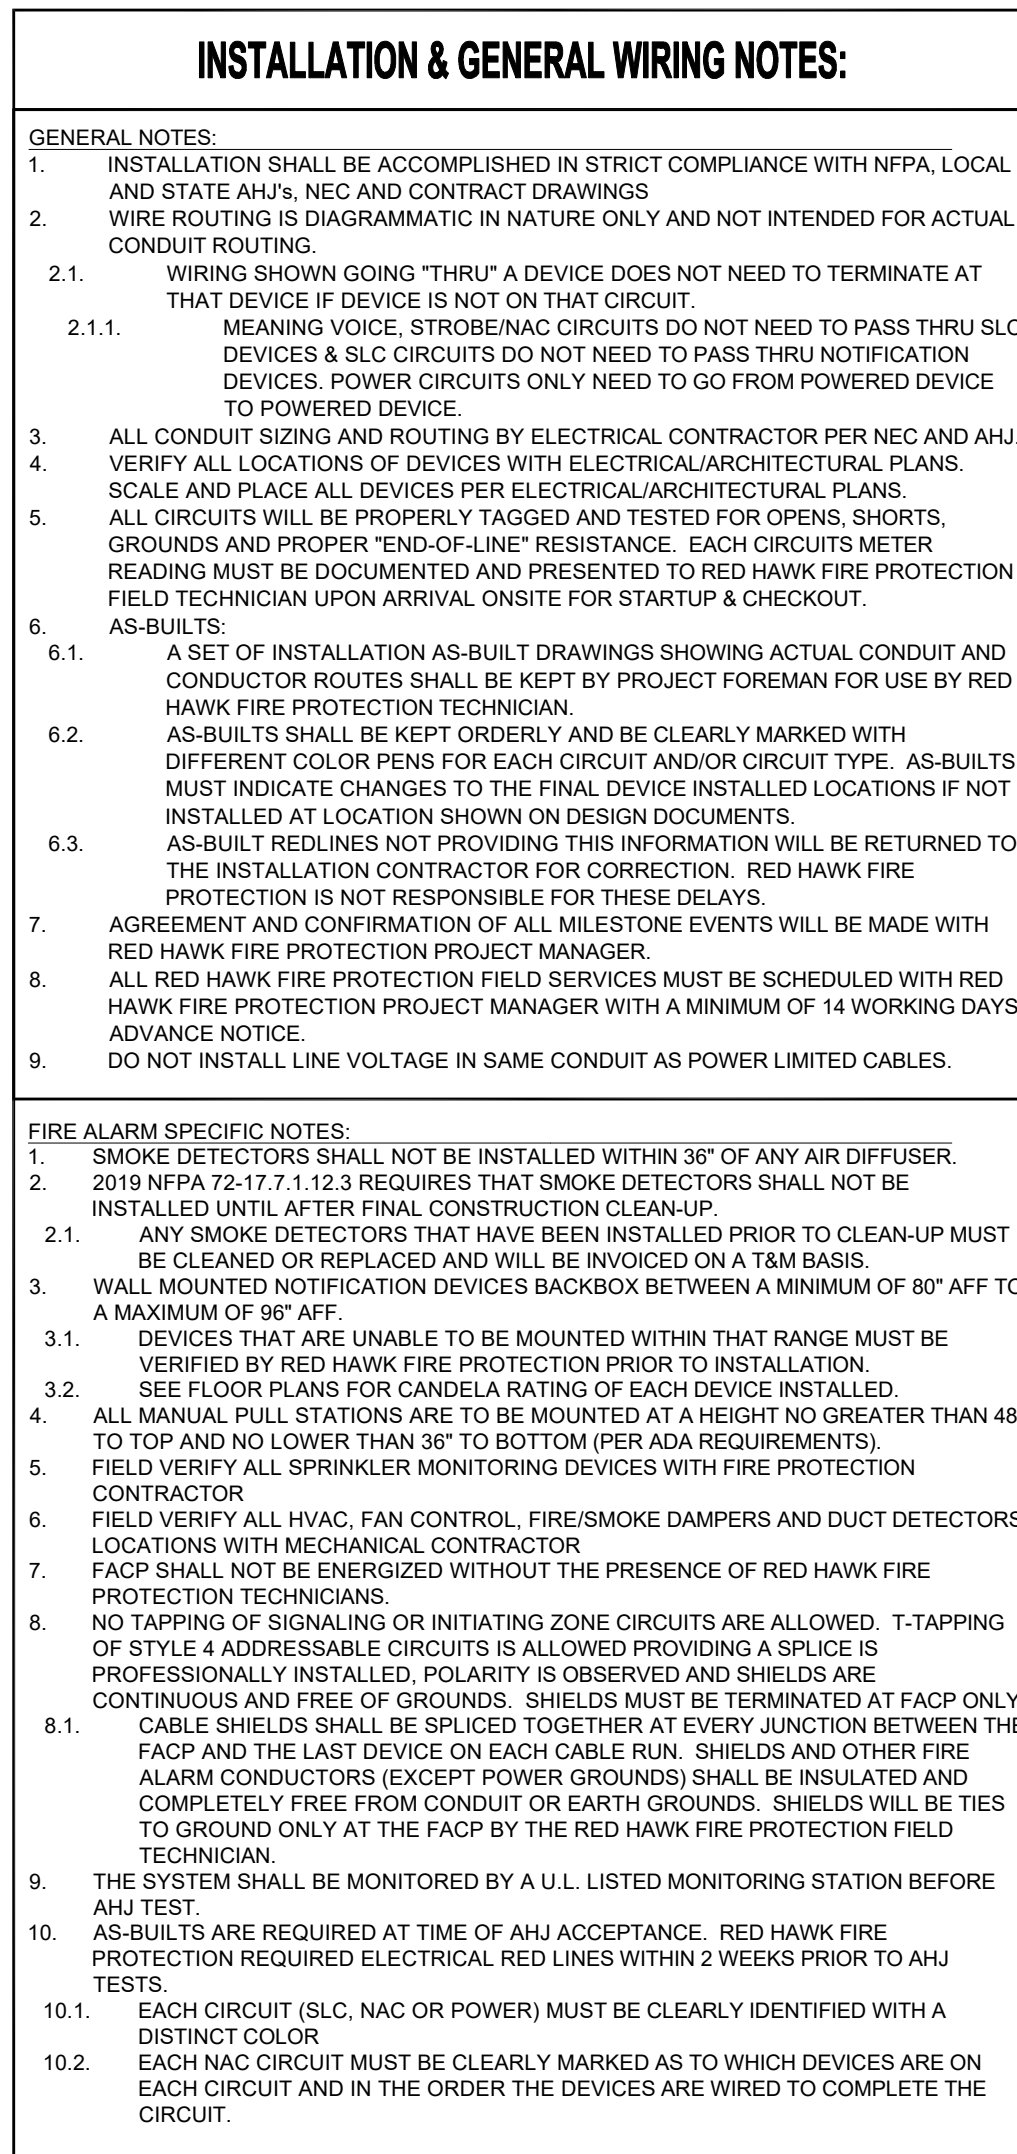 INSTALLATION & GENERAL WIRING NOTES:
GENERAL NOTES:
1. INSTALLATION SHALL BE ACCOMPLISHED IN STRICT COMPLIANCE WITH NFPA, LOCAL
AND STATE AHJ's, NEC AND CONTRACT DRAWINGS
2. WIRE ROUTING IS DIAGRAMMATIC IN NATURE ONLY AND NOT INTENDED FOR ACTUAL
CONDUIT ROUTING.
2.1. WIRING SHOWN GOING "THRU" A DEVICE DOES NOT NEED TO TERMINATE AT
THAT DEVICE IF DEVICE IS NOT ON THAT CIRCUIT.
2.1.1. MEANING VOICE, STROBE/NAC CIRCUITS DO NOT NEED TO PASS THRU SLC
DEVICES & SLC CIRCUITS DO NOT NEED TO PASS THRU NOTIFICATION
DEVICES. POWER CIRCUITS ONLY NEED TO GO FROM POWERED DEVICE
TO POWERED DEVICE.
3. ALL CONDUIT SIZING AND ROUTING BY ELECTRICAL CONTRACTOR PER NEC AND AHJ.
4. VERIFY ALL LOCATIONS OF DEVICES WITH ELECTRICAL/ARCHITECTURAL PLANS.
SCALE AND PLACE ALL DEVICES PER ELECTRICAL/ARCHITECTURAL PLANS.
5. ALL CIRCUITS WILL BE PROPERLY TAGGED AND TESTED FOR OPENS, SHORTS,
GROUNDS AND PROPER "END-OF-LINE" RESISTANCE. EACH CIRCUITS METER
READING MUST BE DOCUMENTED AND PRESENTED TO RED HAWK FIRE PROTECTION
FIELD TECHNICIAN UPON ARRIVAL ONSITE FOR STARTUP & CHECKOUT.
6. AS-BUILTS:
6.1. A SET OF INSTALLATION AS-BUILT DRAWINGS SHOWING ACTUAL CONDUIT AND
CONDUCTOR ROUTES SHALL BE KEPT BY PROJECT FOREMAN FOR USE BY RED
HAWK FIRE PROTECTION TECHNICIAN.
6.2. AS-BUILTS SHALL BE KEPT ORDERLY AND BE CLEARLY MARKED WITH
DIFFERENT COLOR PENS FOR EACH CIRCUIT AND/OR CIRCUIT TYPE. AS-BUILTS
MUST INDICATE CHANGES TO THE FINAL DEVICE INSTALLED LOCATIONS IF NOT
INSTALLED AT LOCATION SHOWN ON DESIGN DOCUMENTS.
6.3. AS-BUILT REDLINES NOT PROVIDING THIS INFORMATION WILL BE RETURNED TO
THE INSTALLATION CONTRACTOR FOR CORRECTION. RED HAWK FIRE
PROTECTION IS NOT RESPONSIBLE FOR THESE DELAYS.
7. AGREEMENT AND CONFIRMATION OF ALL MILESTONE EVENTS WILL BE MADE WITH
RED HAWK FIRE PROTECTION PROJECT MANAGER.
8. ALL RED HAWK FIRE PROTECTION FIELD SERVICES MUST BE SCHEDULED WITH RED
HAWK FIRE PROTECTION PROJECT MANAGER WITH A MINIMUM OF 14 WORKING DAYS
ADVANCE NOTICE.
9. DO NOT INSTALL LINE VOLTAGE IN SAME CONDUIT AS POWER LIMITED CABLES.
FIRE ALARM SPECIFIC NOTES:
1. SMOKE DETECTORS SHALL NOT BE INSTALLED WITHIN 36" OF ANY AIR DIFFUSER.
2. 2019 NFPA 72-17.7.1.12.3 REQUIRES THAT SMOKE DETECTORS SHALL NOT BE
INSTALLED UNTIL AFTER FINAL CONSTRUCTION CLEAN-UP.
2.1. ANY SMOKE DETECTORS THAT HAVE BEEN INSTALLED PRIOR TO CLEAN-UP MUST
BE CLEANED OR REPLACED AND WILL BE INVOICED ON A T&M BASIS.
3. WALL MOUNTED NOTIFICATION DEVICES BACKBOX BETWEEN A MINIMUM OF 80" AFF TO
A MAXIMUM OF 96" AFF.
3.1. DEVICES THAT ARE UNABLE TO BE MOUNTED WITHIN THAT RANGE MUST BE
VERIFIED BY RED HAWK FIRE PROTECTION PRIOR TO INSTALLATION.
3.2. SEE FLOOR PLANS FOR CANDELA RATING OF EACH DEVICE INSTALLED.
4. ALL MANUAL PULL STATIONS ARE TO BE MOUNTED AT A HEIGHT NO GREATER THAN 48
TO TOP AND NO LOWER THAN 36" TO BOTTOM (PER ADA REQUIREMENTS).
5. FIELD VERIFY ALL SPRINKLER MONITORING DEVICES WITH FIRE PROTECTION
CONTRACTOR
6. FIELD VERIFY ALL HVAC, FAN CONTROL, FIRE/SMOKE DAMPERS AND DUCT DETECTORS
LOCATIONS WITH MECHANICAL CONTRACTOR
7. FACP SHALL NOT BE ENERGIZED WITHOUT THE PRESENCE OF RED HAWK FIRE
PROTECTION TECHNICIANS.
8. NO TAPPING OF SIGNALING OR INITIATING ZONE CIRCUITS ARE ALLOWED. T-TAPPING
OF STYLE 4 ADDRESSABLE CIRCUITS IS ALLOWED PROVIDING A SPLICE IS
PROFESSIONALLY INSTALLED, POLARITY IS OBSERVED AND SHIELDS ARE
CONTINUOUS AND FREE OF GROUNDS. SHIELDS MUST BE TERMINATED AT FACP ONLY
8.1. CABLE SHIELDS SHALL BE SPLICED TOGETHER AT EVERY JUNCTION BETWEEN THE
FACP AND THE LAST DEVICE ON EACH CABLE RUN. SHIELDS AND OTHER FIRE
ALARM CONDUCTORS (EXCEPT POWER GROUNDS) SHALL BE INSULATED AND
COMPLETELY FREE FROM CONDUIT OR EARTH GROUNDS. SHIELDS WILL BE TIES
TO GROUND ONLY AT THE FACP BY THE RED HAWK FIRE PROTECTION FIELD
TECHNICIAN.
9. THE SYSTEM SHALL BE MONITORED BY A U.L. LISTED MONITORING STATION BEFORE
AHJ TEST.
10. AS-BUILTS ARE REQUIRED AT TIME OF AHJ ACCEPTANCE. RED HAWK FIRE
PROTECTION REQUIRED ELECTRICAL RED LINES WITHIN 2 WEEKS PRIOR TO AHJ
TESTS.
10.1. EACH CIRCUIT (SLC, NAC OR POWER) MUST BE CLEARLY IDENTIFIED WITH A
DISTINCT COLOR
10.2. EACH NAC CIRCUIT MUST BE CLEARLY MARKED AS TO WHICH DEVICES ARE ON
EACH CIRCUIT AND IN THE ORDER THE DEVICES ARE WIRED TO COMPLETE THE
CIRCUIT.